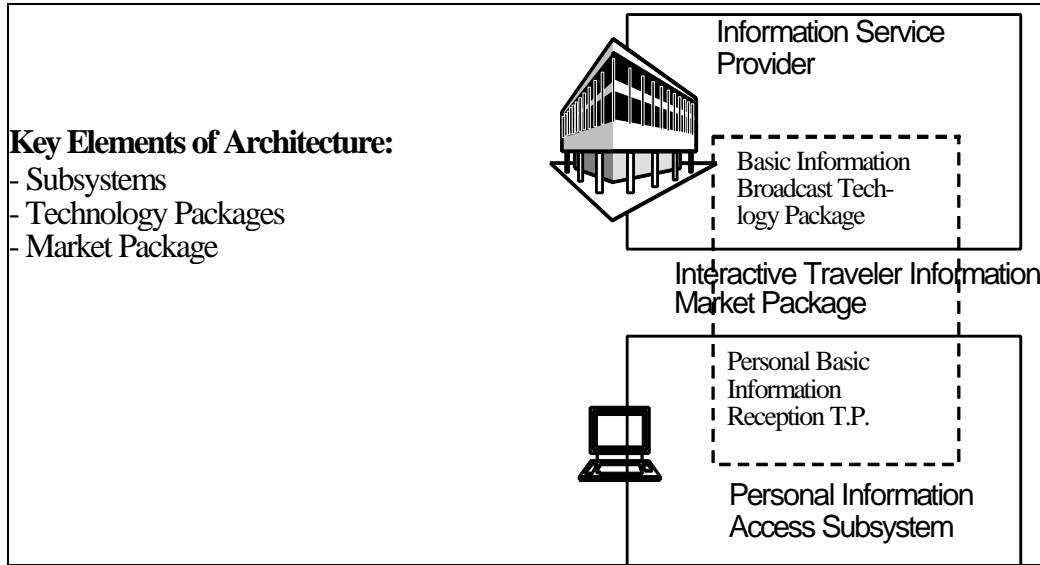 Key Elements of Architecture:
- Subsystems
- Technology Packages
- Market Package
Information Service
Provider
Basic Information
Broadcast Tech-
logy Package
Interactive Traveler Information
Market Package
Personal Basic
Information
Reception T.P.
Personal Information
Access Subsystem